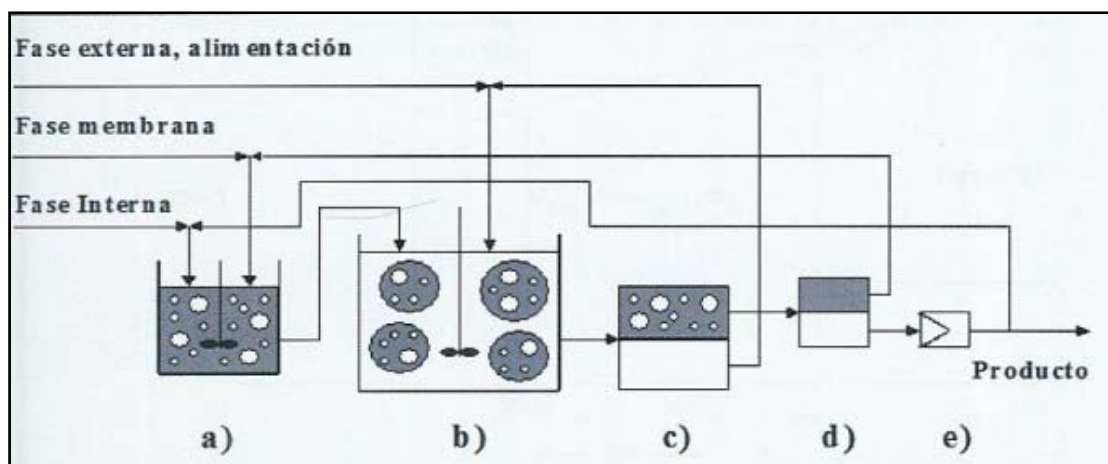 Fase externa, alimentación
Fase membrana
Fase Interna
Producto
a) b) c) d) e)